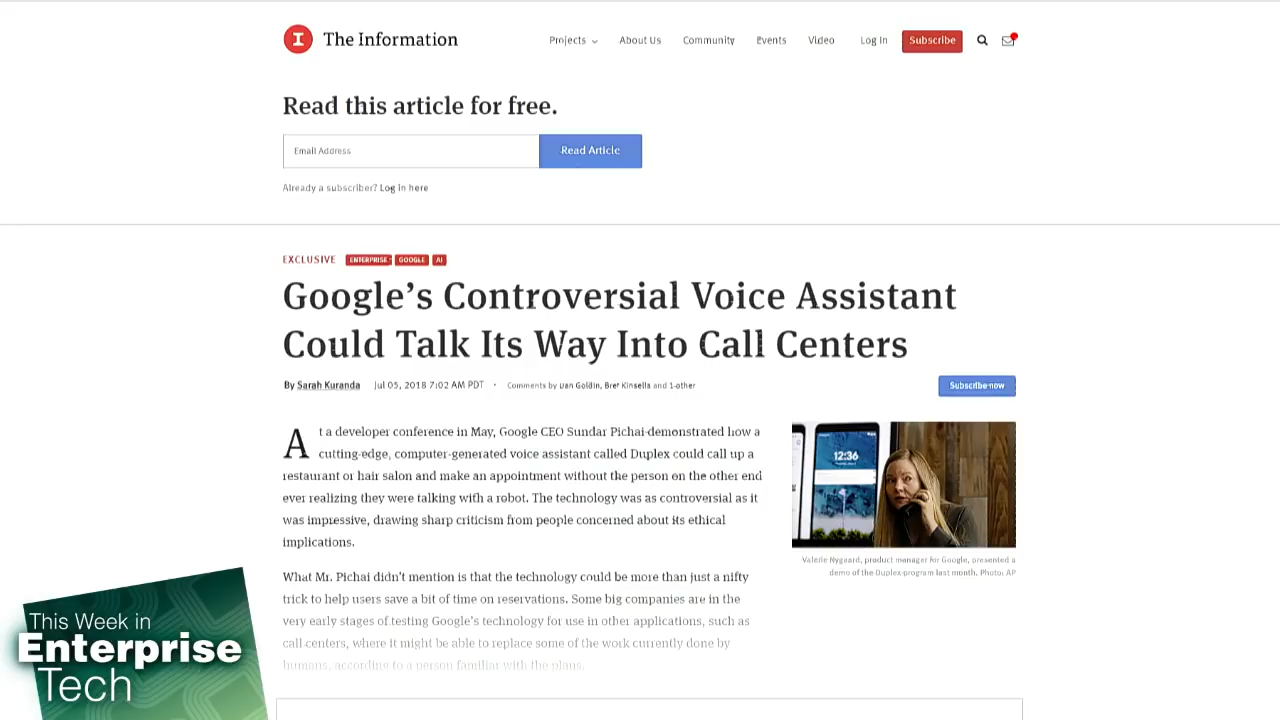 The Information
Projects
About Us
Community
Events
Video
Log In
Subscribe
Read this article for free.
Email Address
Read Article
Already a subscriber? Log in here
EXCLUSIVE
ENTERPRISE
GOOGLE
AI
Google's Controversial Voice Assistant
Could Talk Its Way Into Call Centers
By Sarah Kuranda
Jul 05, 2018 7:02 AM PDT · Comments by Dan Goldin, Bret Kinsella and 1 other
Subscribe now
At a developer conference in May, Google CEO Sundar Pichai demonstrated how a
cutting-edge, computer-generated voice assistant called Duplex could call up a
restaurant or hair salon and make an appointment without the person on the other end
ever realizing they were talking with a robot. The technology was as controversial as it
was impressive, drawing sharp criticism from people concerned about its ethical
implications.
12:36
Valerie Nygaard, product manager for Google, presented a
demo of the Duplex program last month. Photo: AP
What Mr. Pichai didn't mention is that the technology could be more than just a nifty
trick to help users save a bit of time on reservations. Some big companies are in the
very early stages of testing Google's technology for use in other applications, such as
call centers, where it might be able to replace some of the work currently done by
humans, according to a person familiar with the plans.
This Week in
Enterprise
Tech